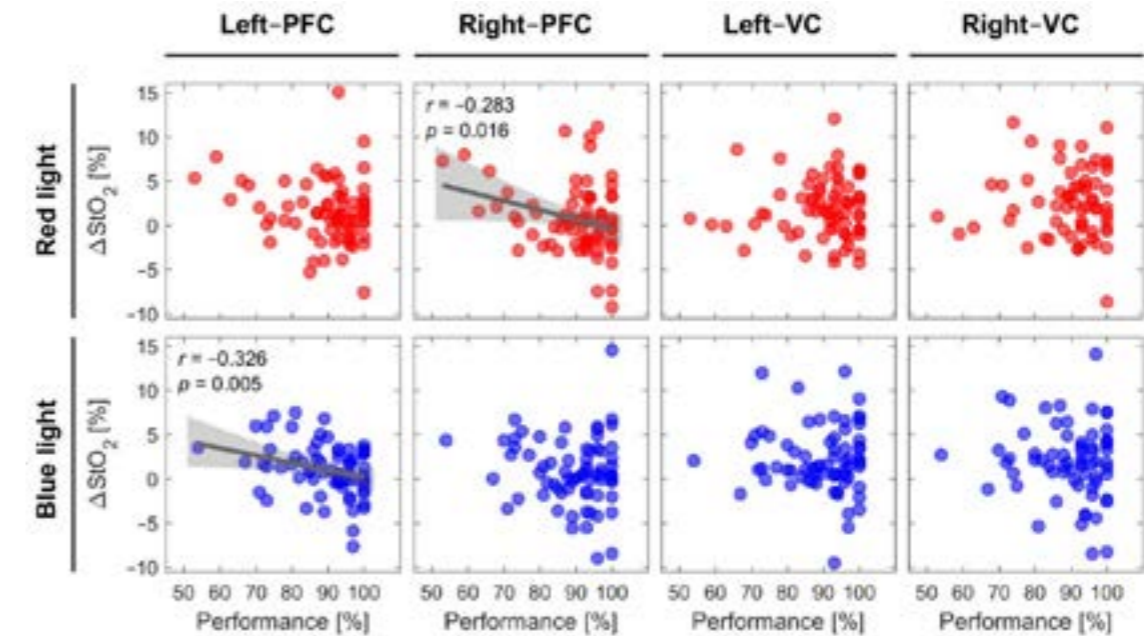 Left-PFC Right-PFC Left-VC Right-VC
Red light
ΔStO2 [%]
15
10
5
0
−5
−10
r = −0.283
p = 0.016
Blue light
ΔStO2 [%]
15
10
5
0
−5
−10
r = −0.326
p = 0.005
50 60 70 80 90 100 50 60 70 80 90 100 50 60 70 80 90 100 50 60 70 80 90 100
Performance [%] Performance [%] Performance [%] Performance [%]